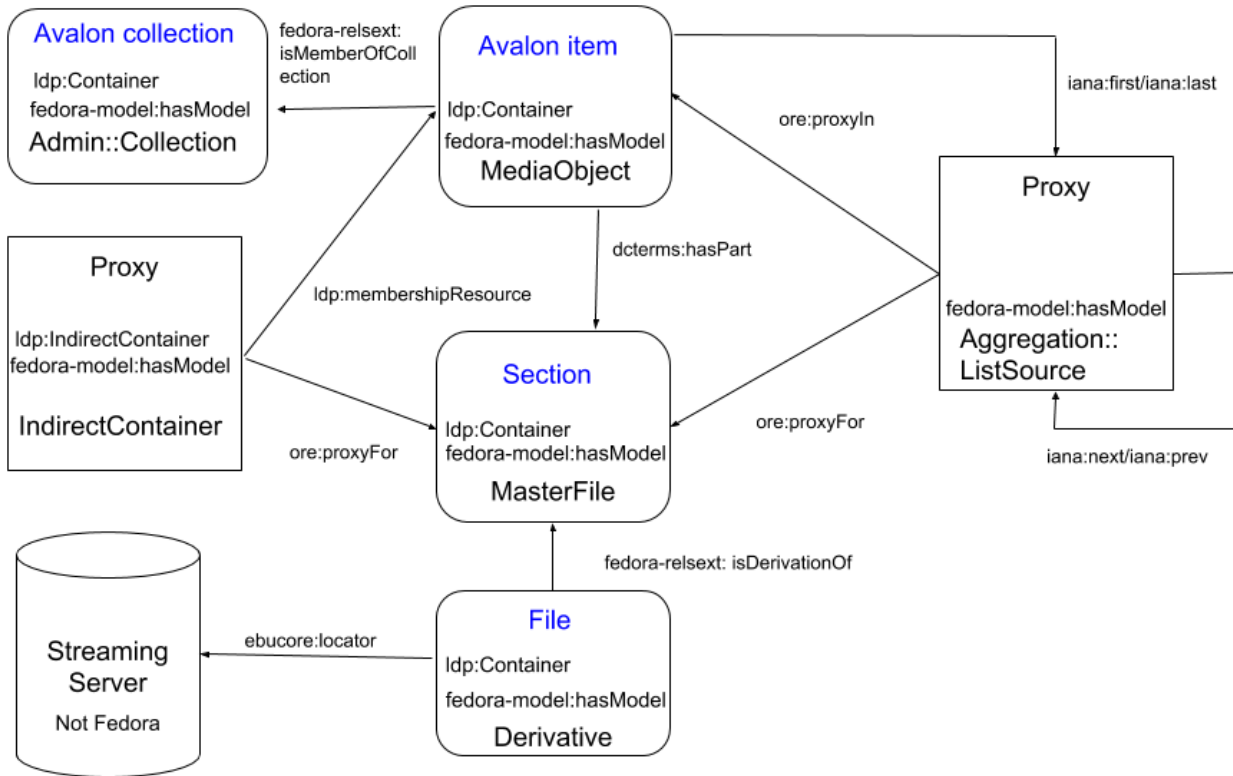 Avalon collection
ldp:Container
fedora-model:hasModel
Admin::Collection
fedora-relsext:
isMemberOfColl
ection
Avalon item
ldp:Container
fedora-model:hasModel
MediaObject
iana:first/iana:last
ore:proxyIn
Proxy
fedora-model:hasModel
Aggregation::
ListSource
Proxy
ldp:IndirectContainer
fedora-model:hasModel
IndirectContainer
dcterms:hasPart
ldp:membershipResource
Section
ldp:Container
fedora-model:hasModel
MasterFile
ore:proxyFor
ore:proxyFor
iana:next/iana:prev
fedora-relsext: isDerivationOf
Streaming
Server
Not Fedora
ebucore:locator
File
ldp:Container
fedora-model:hasModel
Derivative